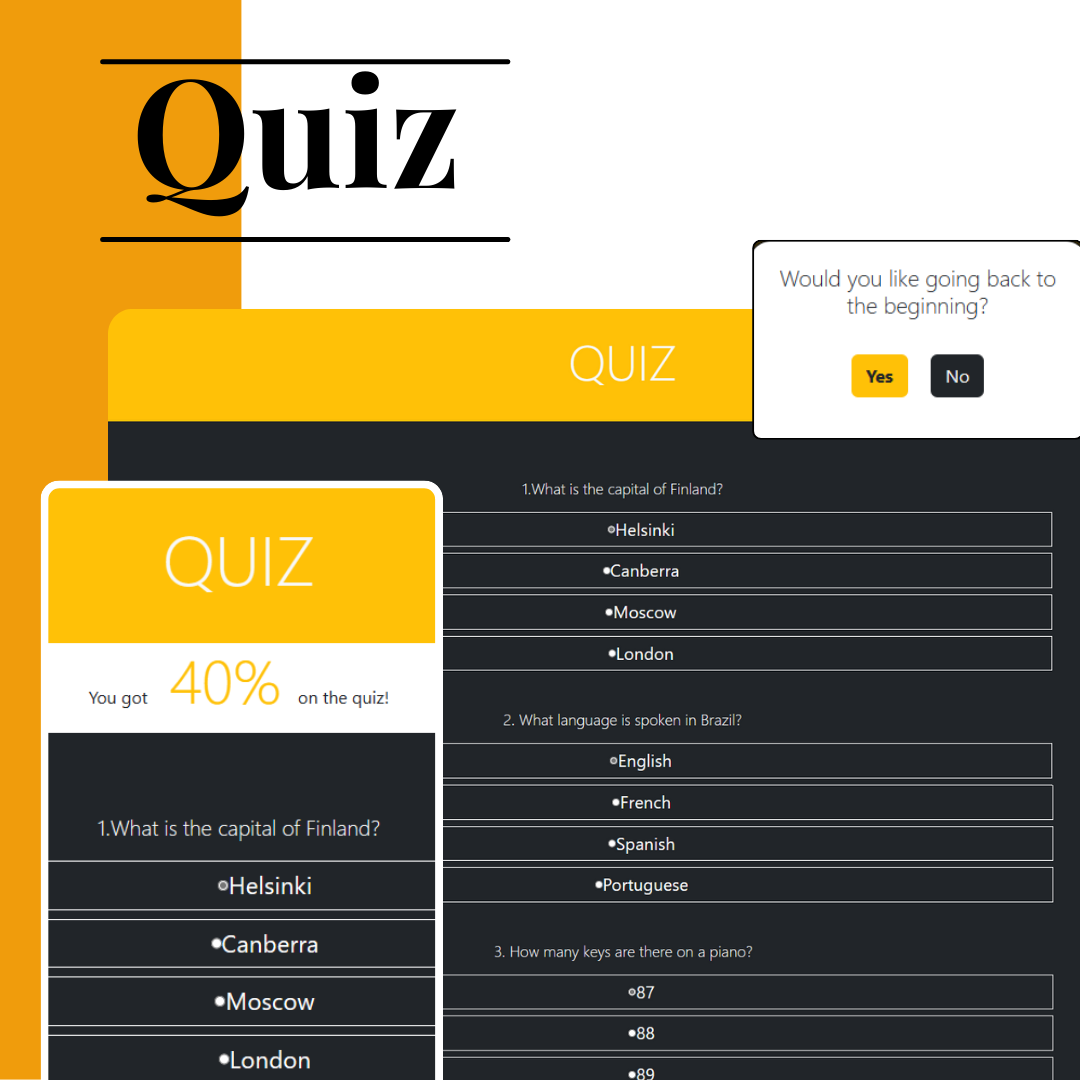 Quiz
Would you like going back to
the beginning?
Yes No
QUIZ
1.What is the capital of Finland?
Helsinki
Canberra
Moscow
London
2. What language is spoken in Brazil?
English
French
Spanish
Portuguese
3. How many keys are there on a piano?
87
88
89
QUIZ
You got 40% on the quiz!
1.What is the capital of Finland?
Helsinki
Canberra
Moscow
London